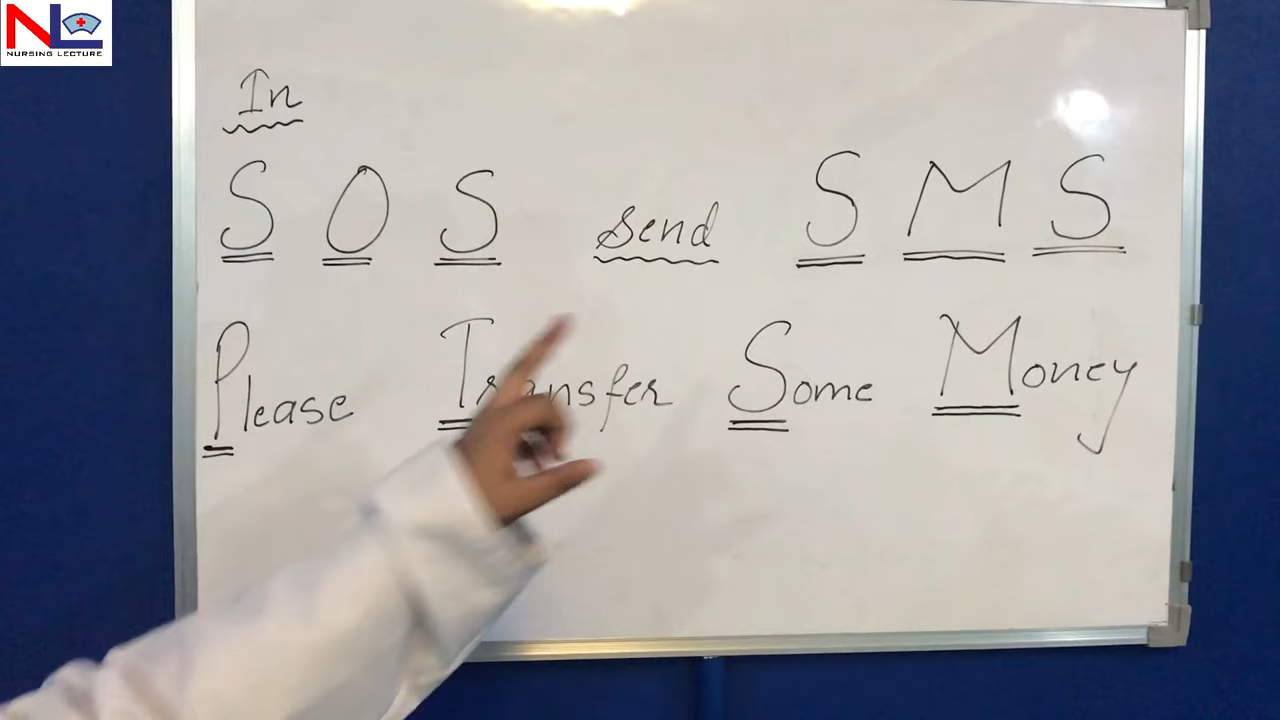 NL
NURSING LECTURE
In
S O S send S M S
Please Transfer Some Money